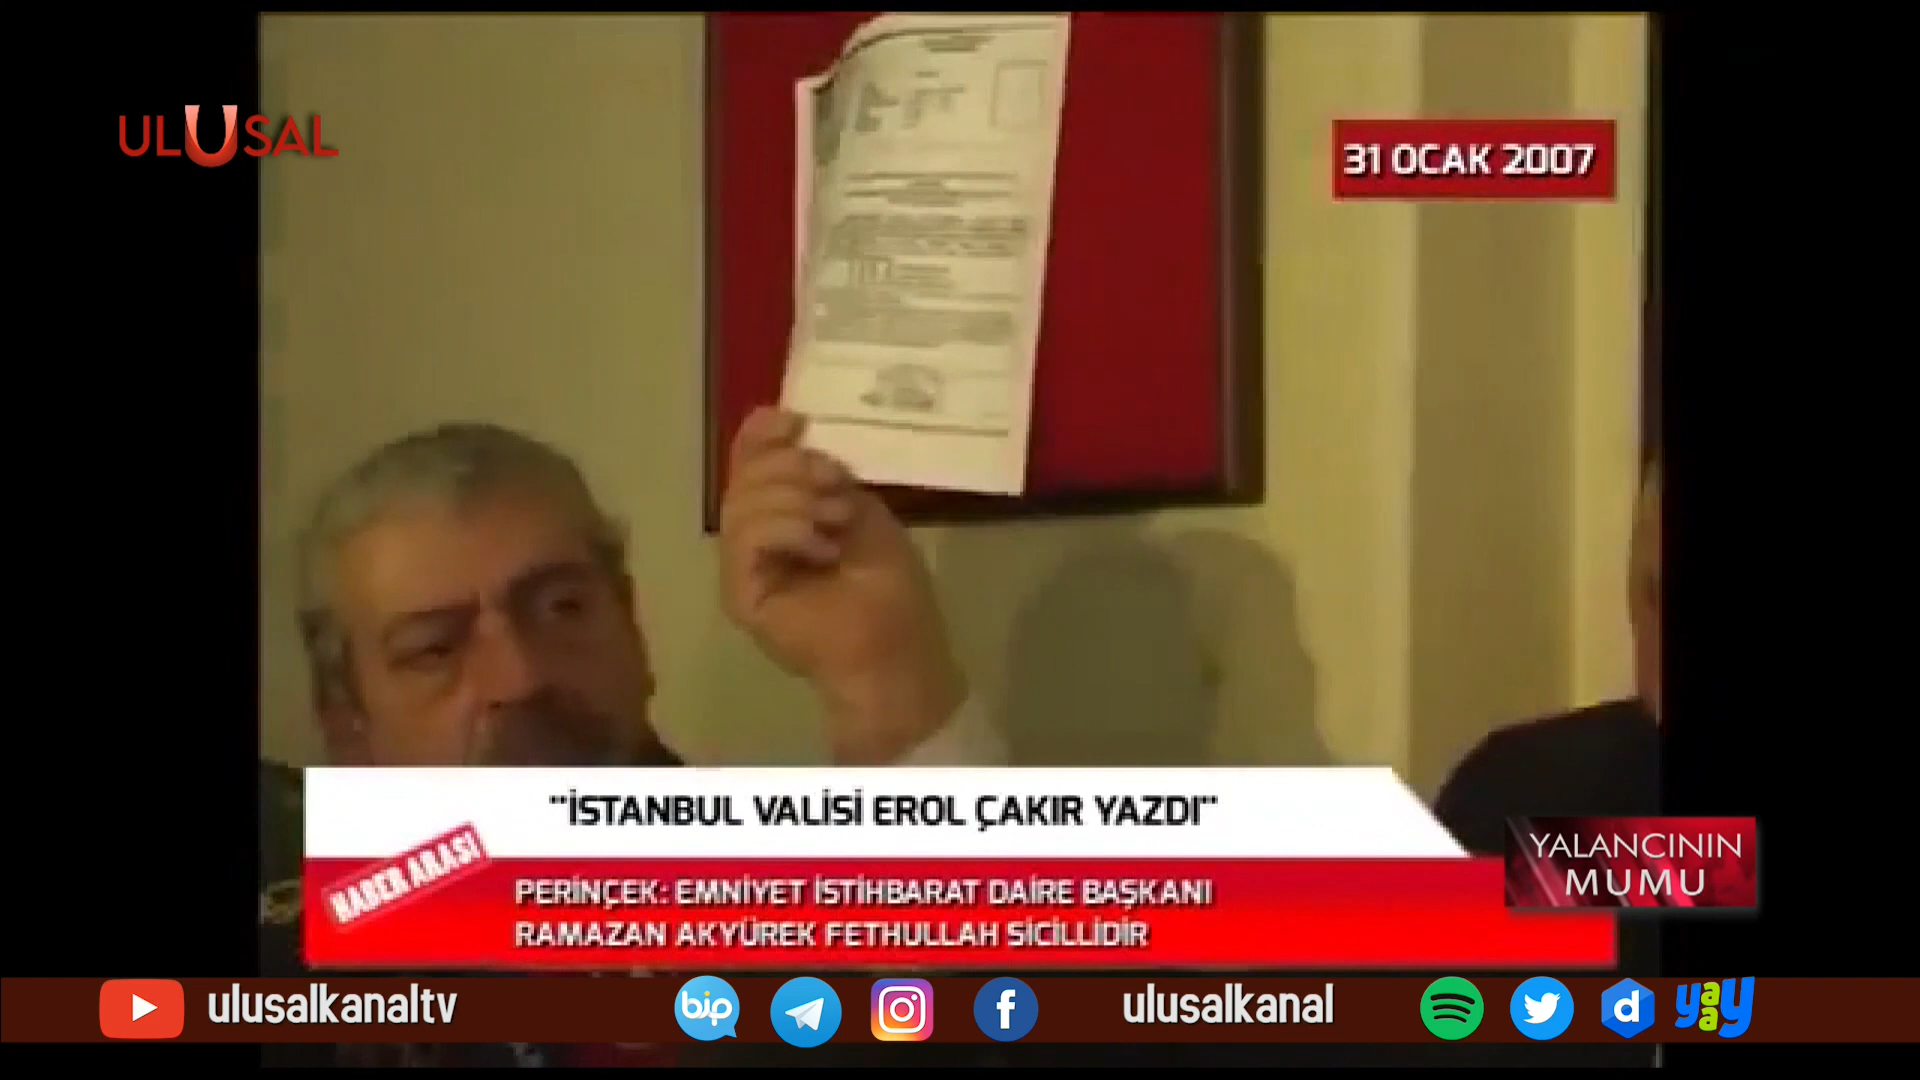 ULUSAL
31 OCAK 2007
"İSTANBUL VALİSİ EROL ÇAKIR YAZDI"
HABER ARASI
PERİNÇEK: EMNİYET İSTİHBARAT DAİRE BAŞKANI
RAMAZAN AKYÜREK FETHULLAH SİCİLLİDİR
YALANCININ
MUMU
ulusalkanaltv
bip
f
ulusalkanal
d
yaay